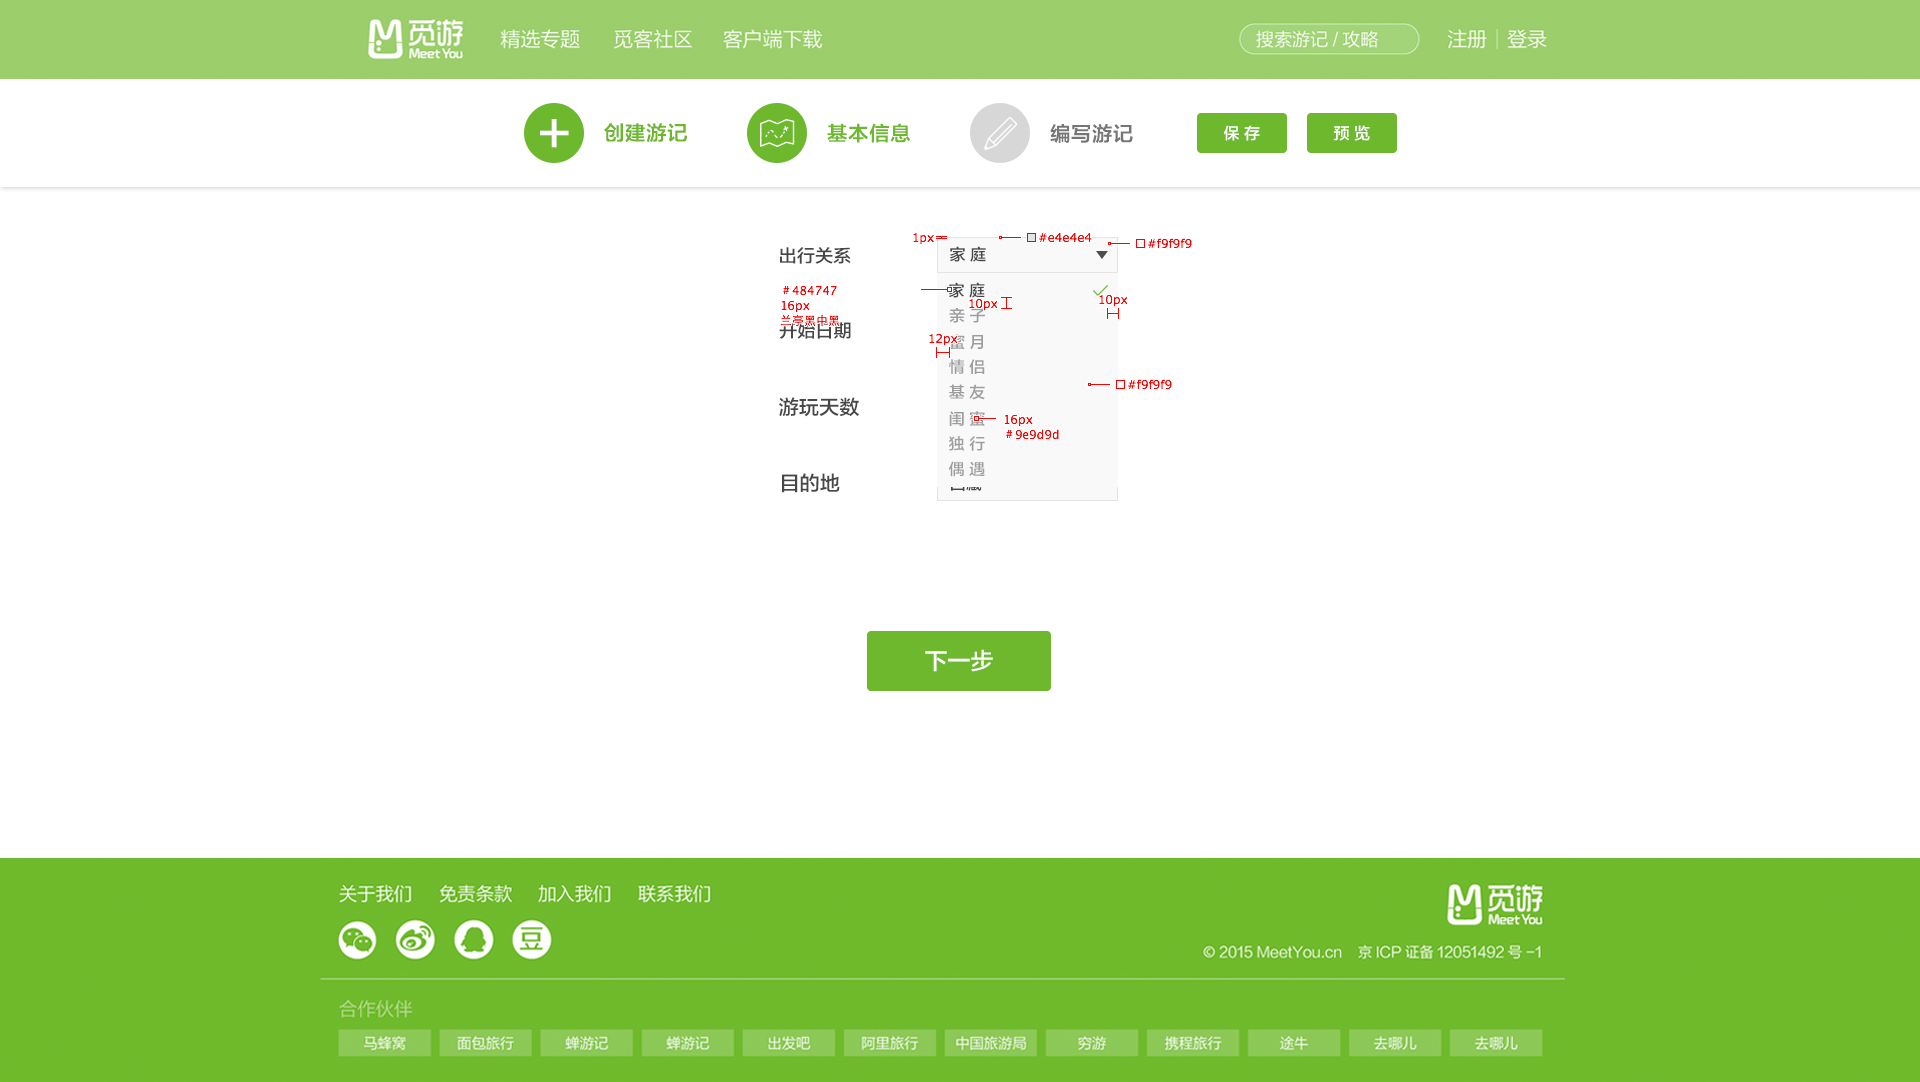 觅游
Meet You
精选专题 觅客社区 客户端下载 搜索游记 / 攻略 注册 | 登录
创建游记 基本信息 编写游记 保 存 预 览
1px #e4e4e4 #f9f9f9
出行关系 家 庭
家 庭
#484747
16px
兰亭黑中黑
10px 10px
亲 子
开始日期
12px
蜜 月
情 侣
#f9f9f9
基 友
游玩天数
闺 蜜 16px
#9e9d9d
独 行
偶 遇
目的地
下一步
关于我们 免责条款 加入我们 联系我们
觅游
Meet You
豆
© 2015 MeetYou.cn 京 ICP 证备 12051492 号 -1
合作伙伴
马蜂窝 面包旅行 蝉游记 蝉游记 出发吧 阿里旅行 中国旅游局 穷游 携程旅行 途牛 去哪儿 去哪儿